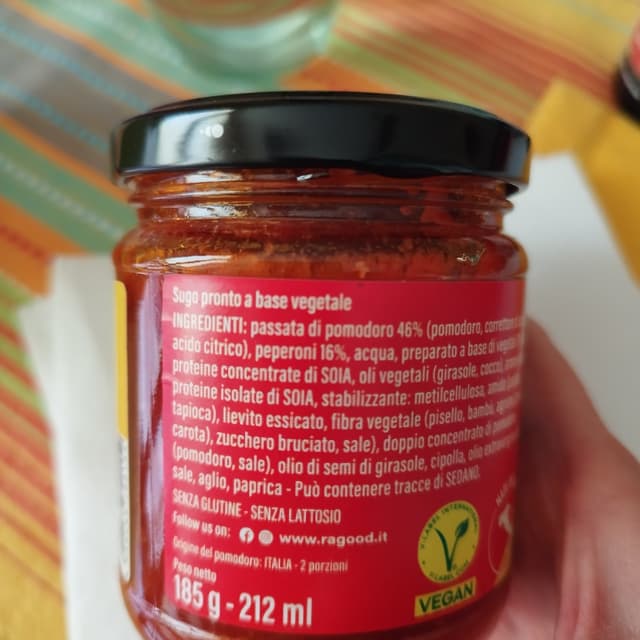 Sugo pronto a base vegetale
INGREDIENTI: passata di pomodoro 46% (pomodoro,
acido citrico), peperoni 16%, acqua, preparato a base di
proteine concentrate di SOIA, oli vegetali (girasole,
proteine isolate di SOIA, stabilizzante: metilcellulosa,
tapioca), lievito essicato, fibra vegetale (pisello, bambù,
carota), zucchero bruciato, sale), doppio concentrato di
(pomodoro, sale), olio di semi di girasole, cipolla, olio
sale, aglio, paprica - Può contenere tracce di SEDANO.
SENZA GLUTINE - SENZA LATTOSIO
Follow us on: www.ragood.it
Origine del pomodoro: ITALIA - 2 porzioni
Peso netto
185 g - 212 ml
VEGAN